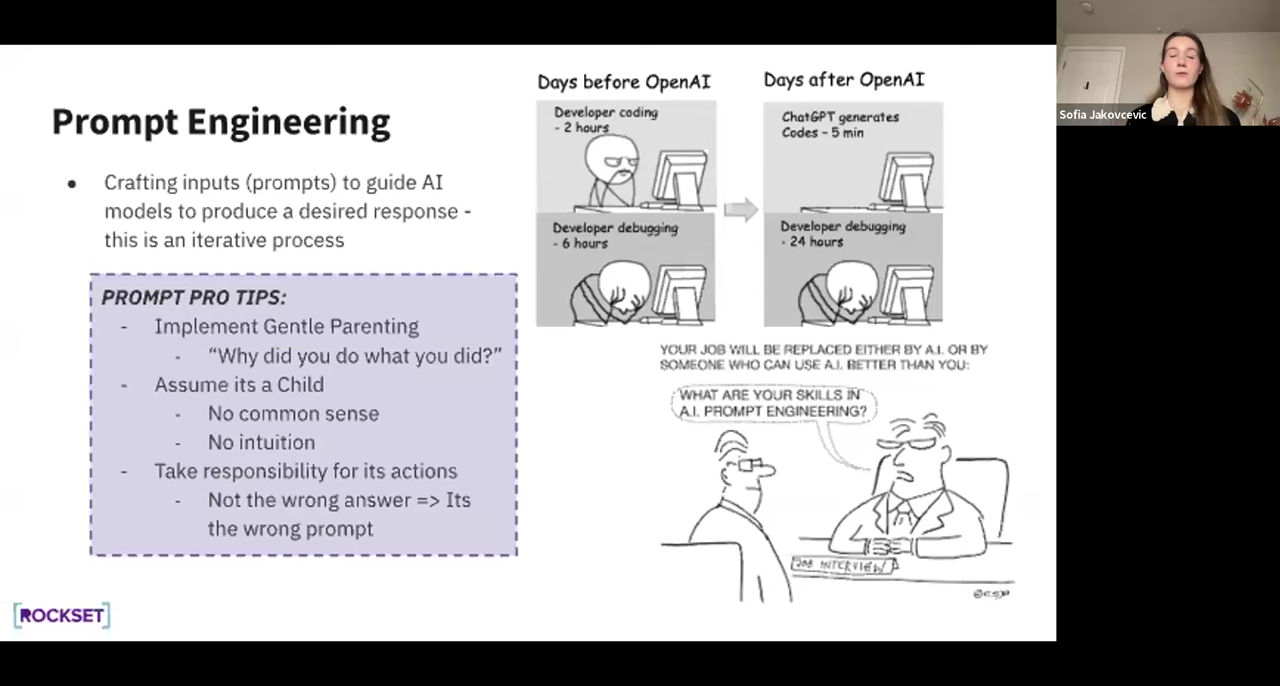 Prompt Engineering
● Crafting inputs (prompts) to guide AI
models to produce a desired response -
this is an iterative process
PROMPT PRO TIPS:
- Implement Gentle Parenting
- “Why did you do what you did?”
- Assume its a Child
- No common sense
- No intuition
- Take responsibility for its actions
- Not the wrong answer => Its
the wrong prompt
[ROCKSET]
Days before OpenAI
Developer coding
- 2 hours
Developer debugging
- 6 hours
Days after OpenAI
ChatGPT generates
Codes - 5 min
Developer debugging
- 24 hours
YOUR JOB WILL BE REPLACED EITHER BY A.I. OR BY
SOMEONE WHO CAN USE A.I. BETTER THAN YOU:
WHAT ARE YOUR SKILLS IN
A.I. PROMPT ENGINEERING?
JOB INTERVIEW
Sofia Jakovcevic